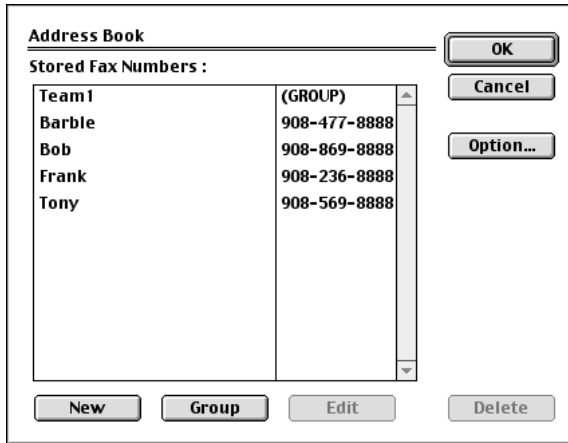 Address Book
OK
Stored Fax Numbers :
Cancel
Team1 (GROUP)
Barble 908-477-8888
Bob 908-869-8888
Option...
Frank 908-236-8888
Tony 908-569-8888
New Group Edit Delete